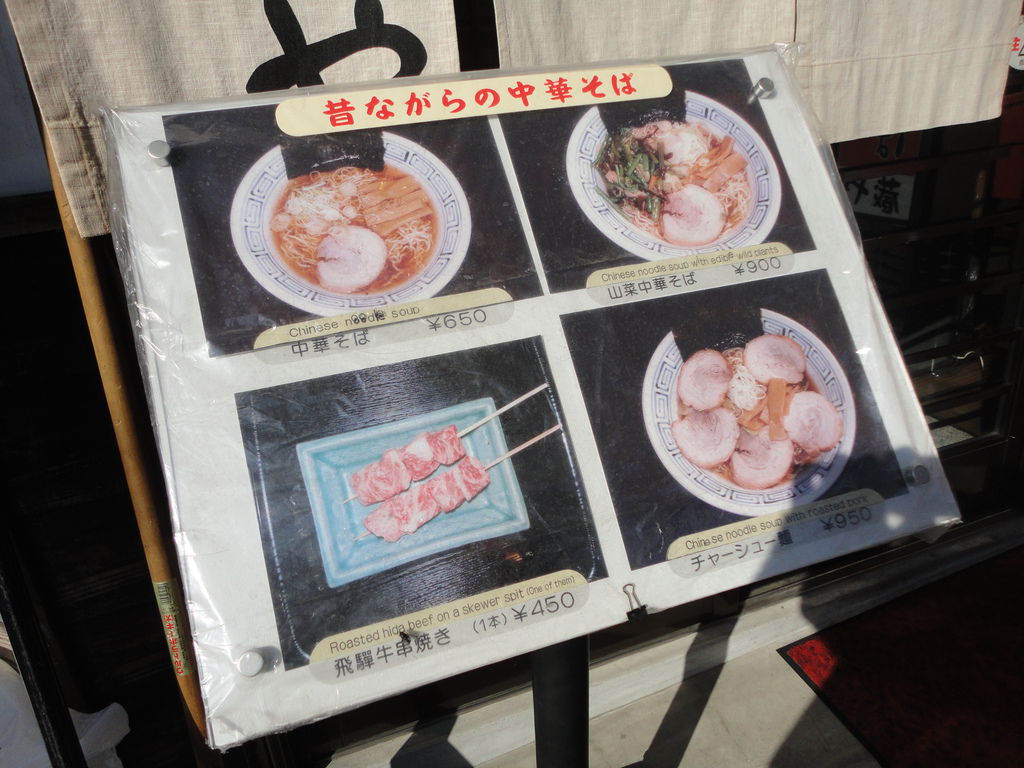 や
昔ながらの中華そば
Chinese noodle soup
中華そば ¥650
Chinese noodle soup with edible wild plants
山菜中華そば ¥900
Roasted hida beef on a skewer spit (One of them)
飛騨牛串焼き (1本) ¥450
Chinese noodle soup with roasted pork
チャーシュー麺 ¥950
蔵や